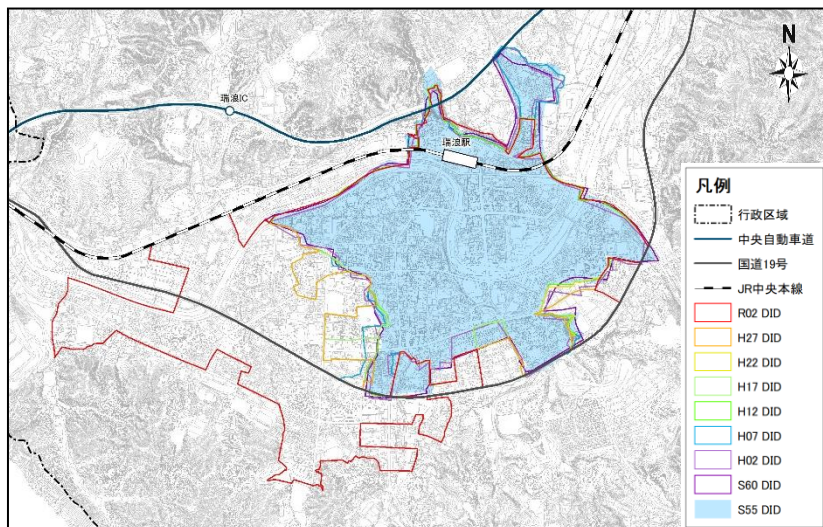 N
瑞浪IC
瑞浪駅
凡例
行政区域
中央自動車道
国道19号
JR中央本線
R02 DID
H27 DID
H22 DID
H17 DID
H12 DID
H07 DID
H02 DID
S60 DID
S55 DID